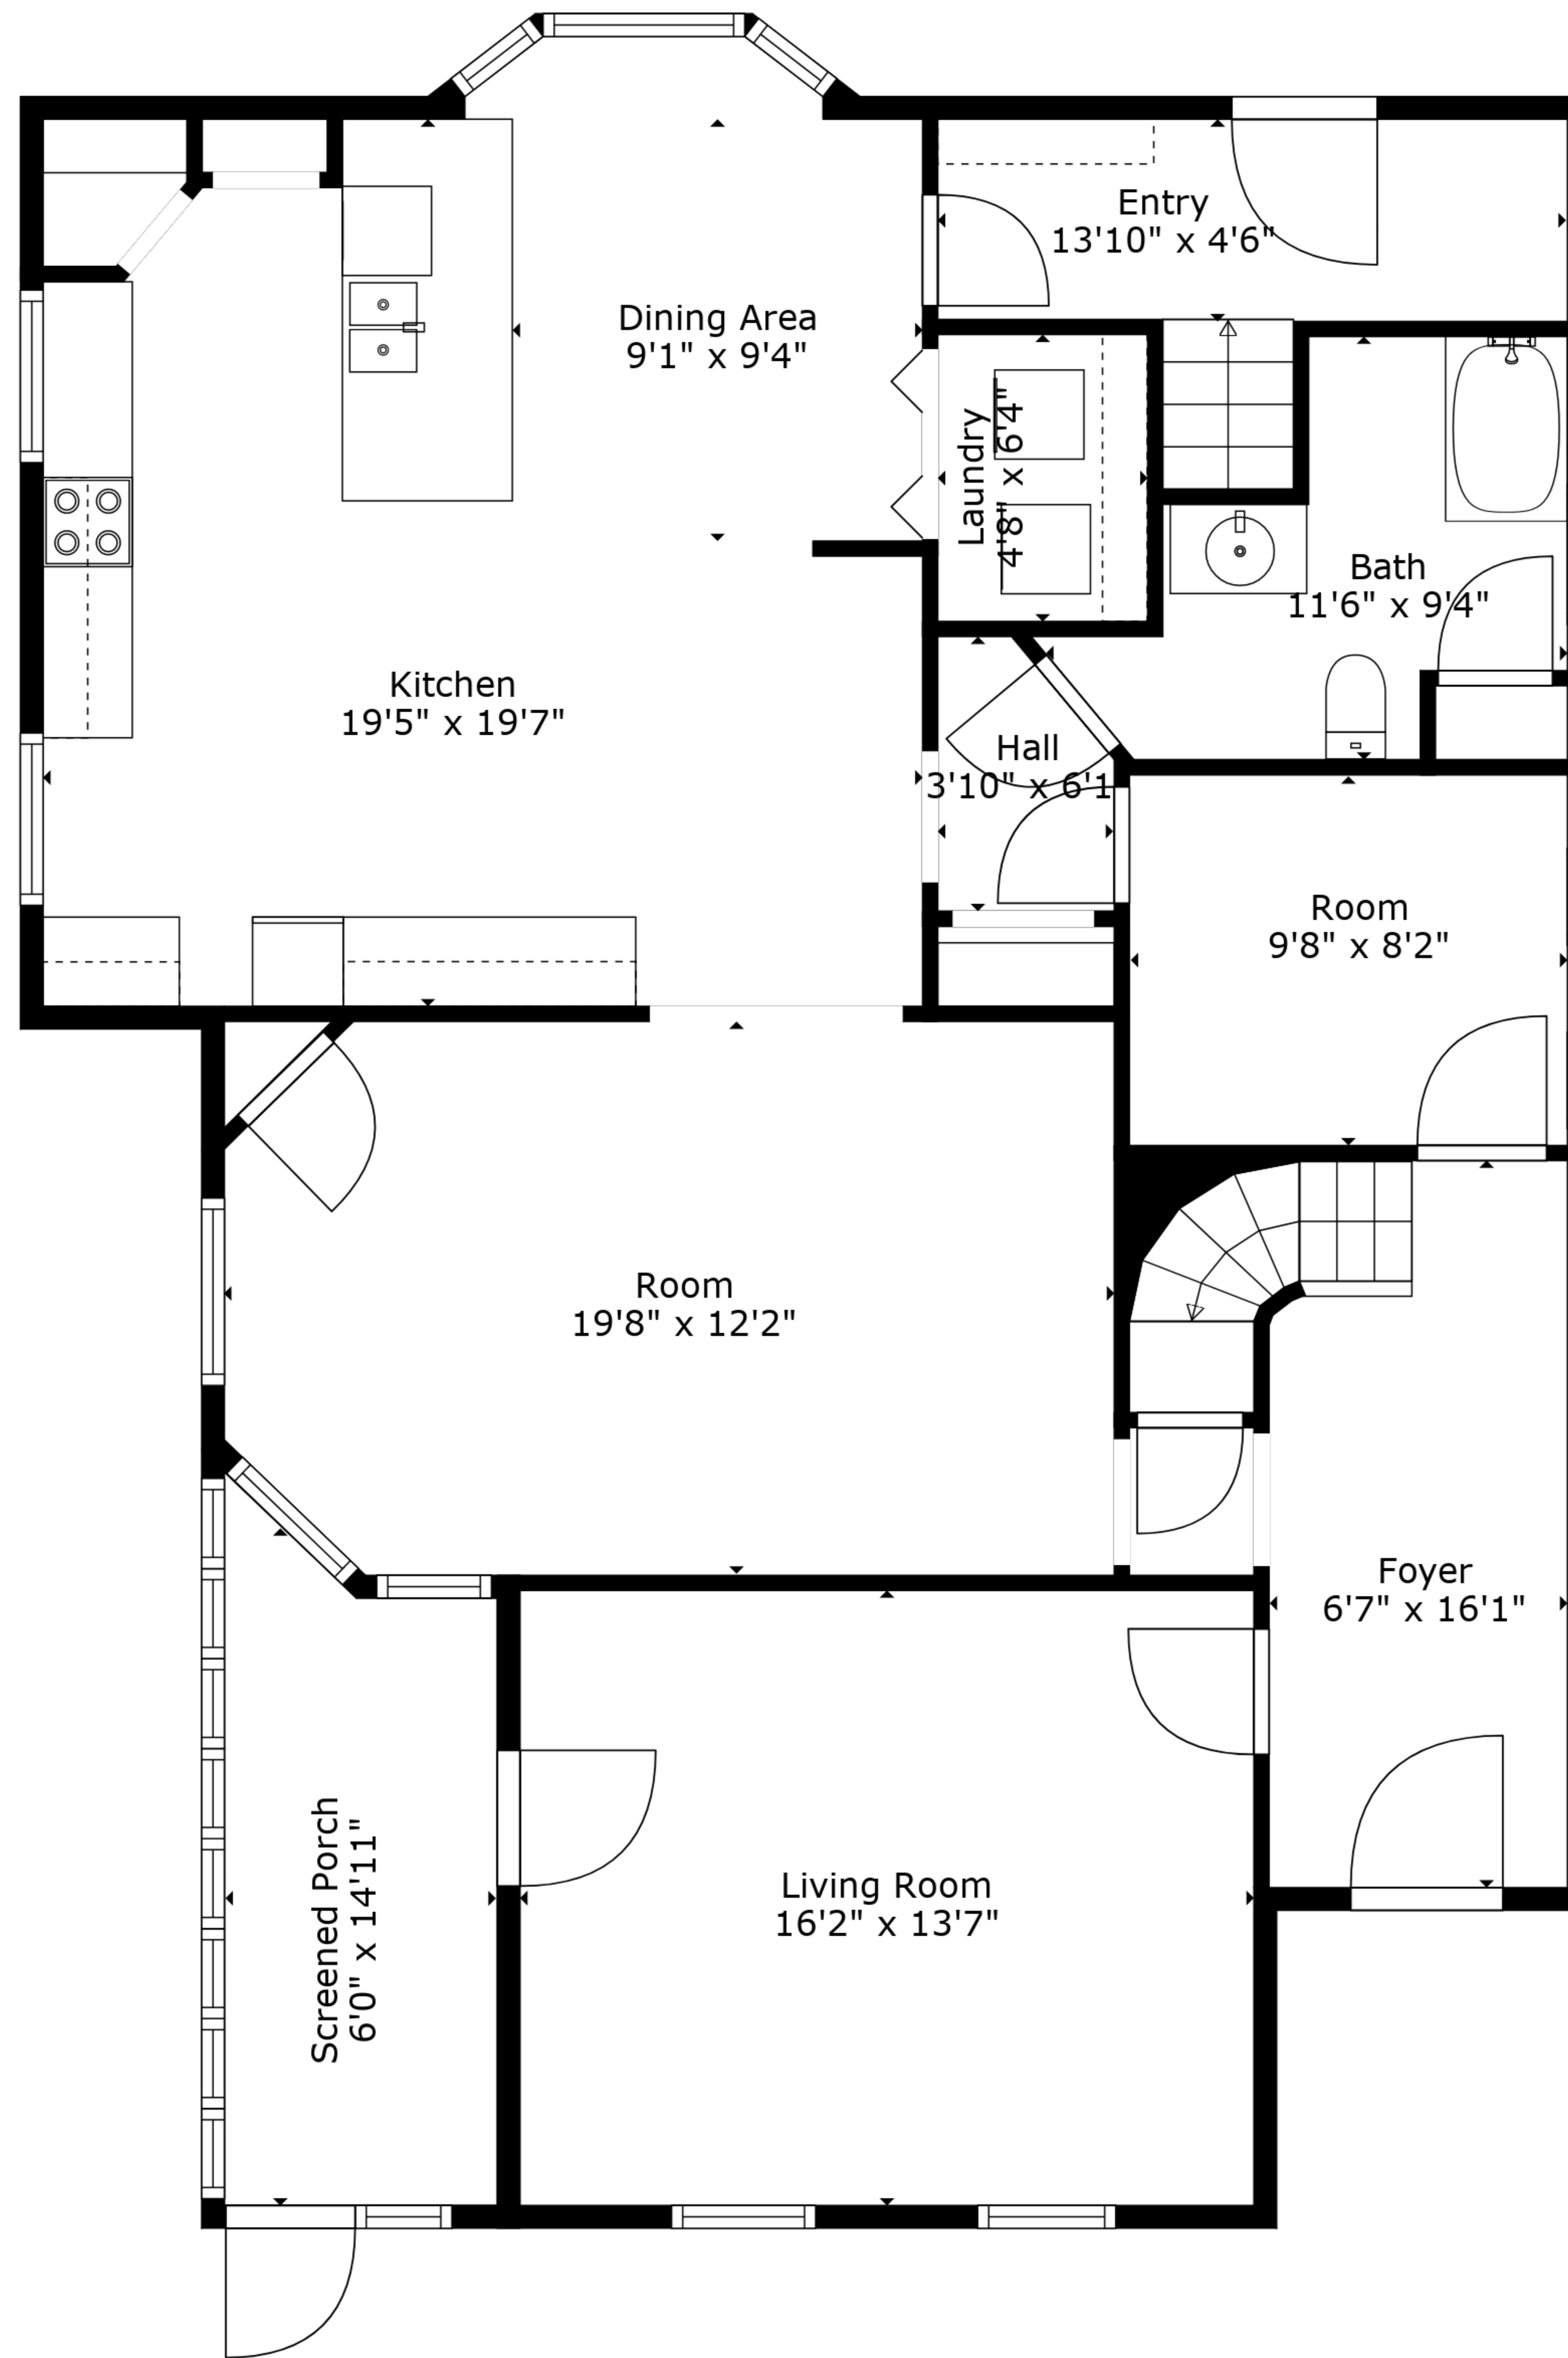 Entry
13'10" x 4'6"
Dining Area
9'1" x 9'4"
Laundry
4'8" x 6'4"
Bath
11'6" x 9'4"
Kitchen
19'5" x 19'7"
Hall
3'10" x 6'1
Room
9'8" x 8'2"
Room
19'8" x 12'2"
Foyer
6'7" x 16'1"
Screened Porch
6'0" x 14'11"
Living Room
16'2" x 13'7"